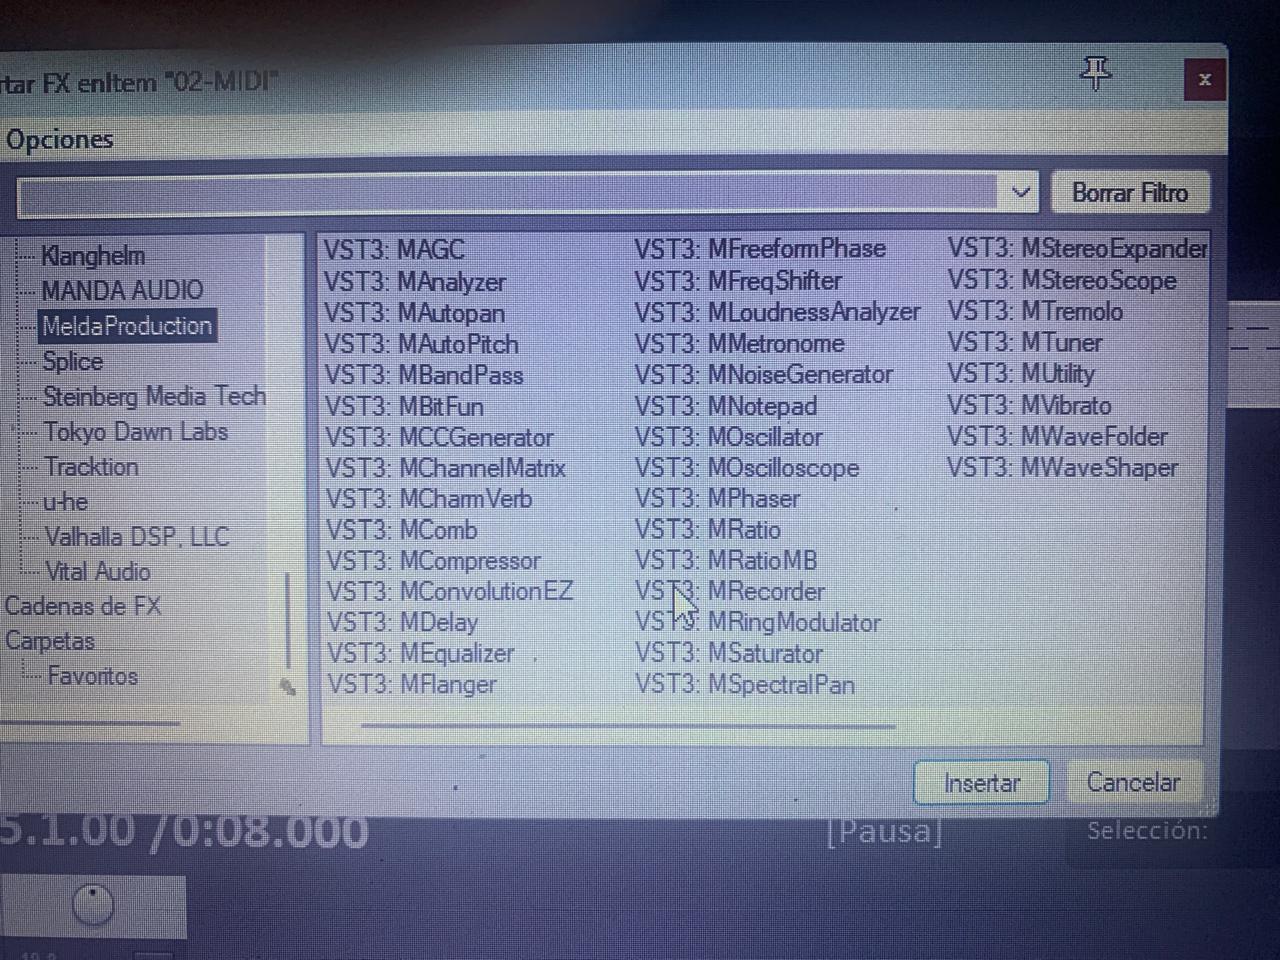 rtar FX enItem "02-MIDI"
x
Opciones
Borrar Filtro
Klanghelm
MANDA AUDIO
MeldaProduction
Splice
Steinberg Media Tech
Tokyo Dawn Labs
Tracktion
u-he
Valhalla DSP, LLC
Vital Audio
Cadenas de FX
Carpetas
Favoritos
VST3: MAGC
VST3: MAnalyzer
VST3: MAutopan
VST3: MAutoPitch
VST3: MBandPass
VST3: MBitFun
VST3: MCCGenerator
VST3: MChannelMatrix
VST3: MCharmVerb
VST3: MComb
VST3: MCompressor
VST3: MConvolutionEZ
VST3: MDelay
VST3: MEqualizer
VST3: MFlanger
VST3: MFreeformPhase
VST3: MFreqShifter
VST3: MLoudnessAnalyzer
VST3: MMetronome
VST3: MNoiseGenerator
VST3: MNotepad
VST3: MOscillator
VST3: MOscilloscope
VST3: MPhaser
VST3: MRatio
VST3: MRatioMB
VST3: MRecorder
VST3: MRingModulator
VST3: MSaturator
VST3: MSpectralPan
VST3: MStereoExpander
VST3: MStereoScope
VST3: MTremolo
VST3: MTuner
VST3: MUtility
VST3: MVibrato
VST3: MWaveFolder
VST3: MWaveShaper
Insertar
Cancelar
5.1.00 /0:08.000
[Pausa]
Selección: